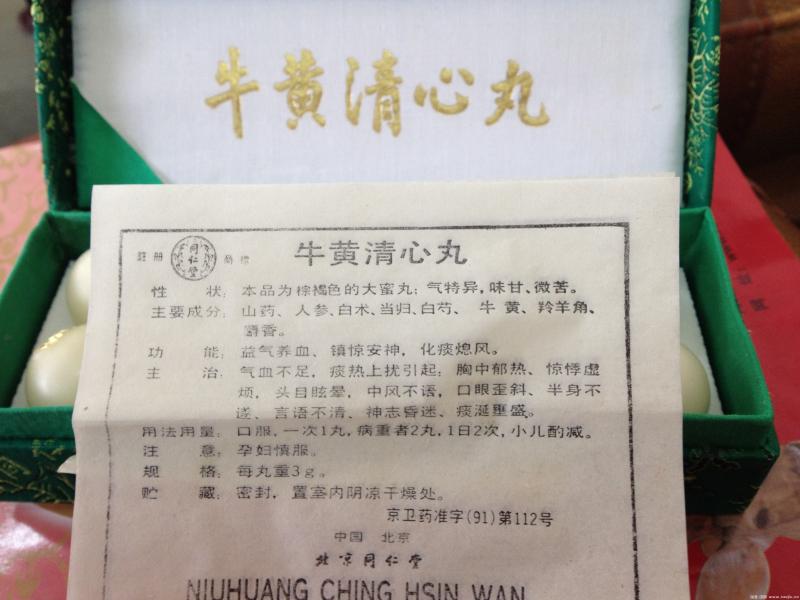 牛黄清心丸
註册 同仁堂 商标
牛黄清心丸
性 状：本品为棕褐色的大蜜丸；气特异，味甘、微苦。
主要成分：山药、人参、白术、当归、白芍、牛黄、羚羊角、
麝香。
功 能：益气养血、镇惊安神，化痰熄风。
主 治：气血不足，痰热上扰引起：胸中郁热、惊悸虚
烦，头目眩晕，中风不语，口眼歪斜、半身不
遂、言语不清、神志昏迷、痰涎壅盛。
用法用量：口服，一次1丸，病重者2丸，1日2次，小儿酌减。
注 意：孕妇慎服。
规 格：每丸重3g。
贮 藏：密封，置室内阴凉干燥处。
京卫药准字(91)第112号
中国 北京
北京同仁堂
NIUHUANG CHING HSIN WAN